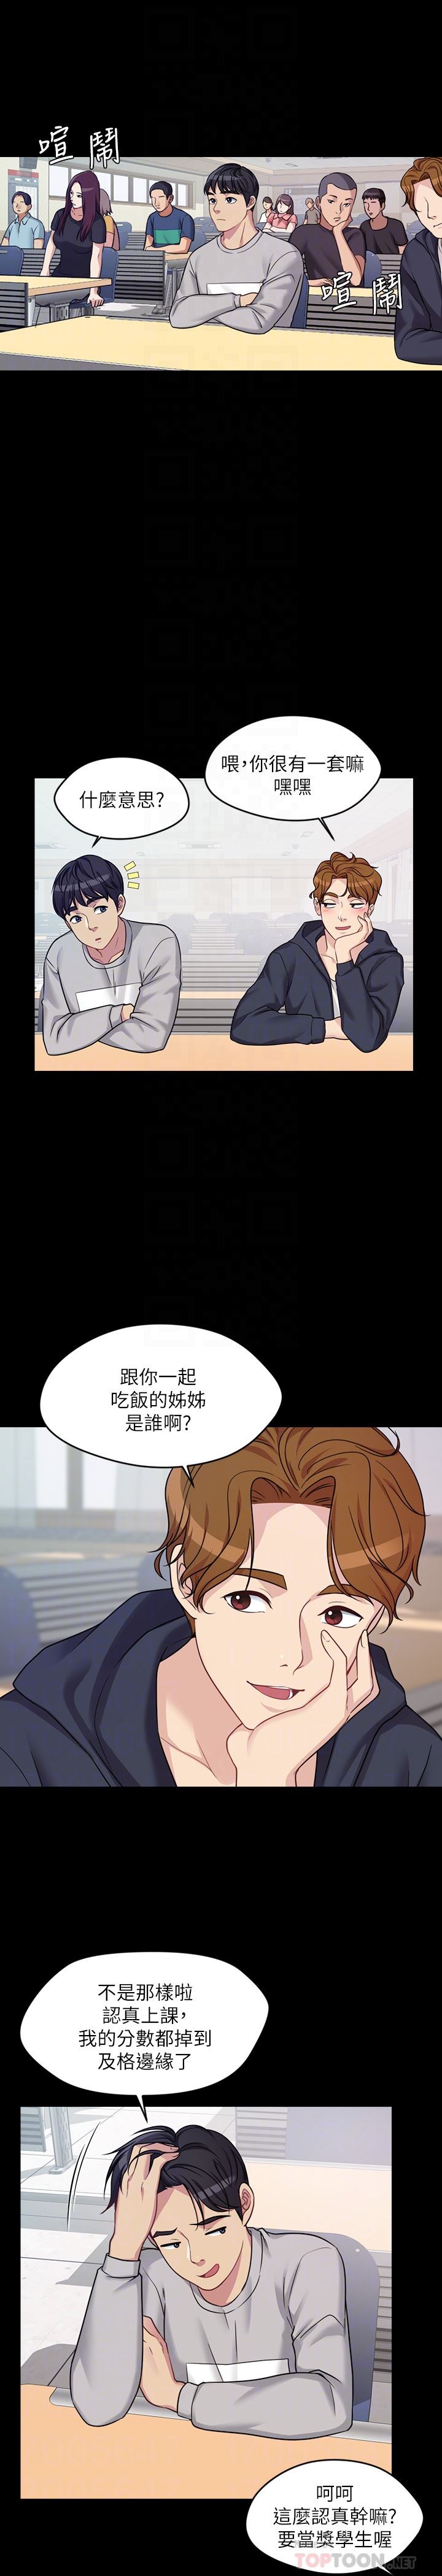 喧鬧
喧鬧
喂，你很有一套嘛
嘿嘿
什麼意思?
跟你一起
吃飯的姊姊
是誰啊?
不是那樣啦
認真上課，
我的分數都掉到
及格邊緣了
呵呵
這麼認真幹嘛?
要當獎學生喔
TOPTOON.NET